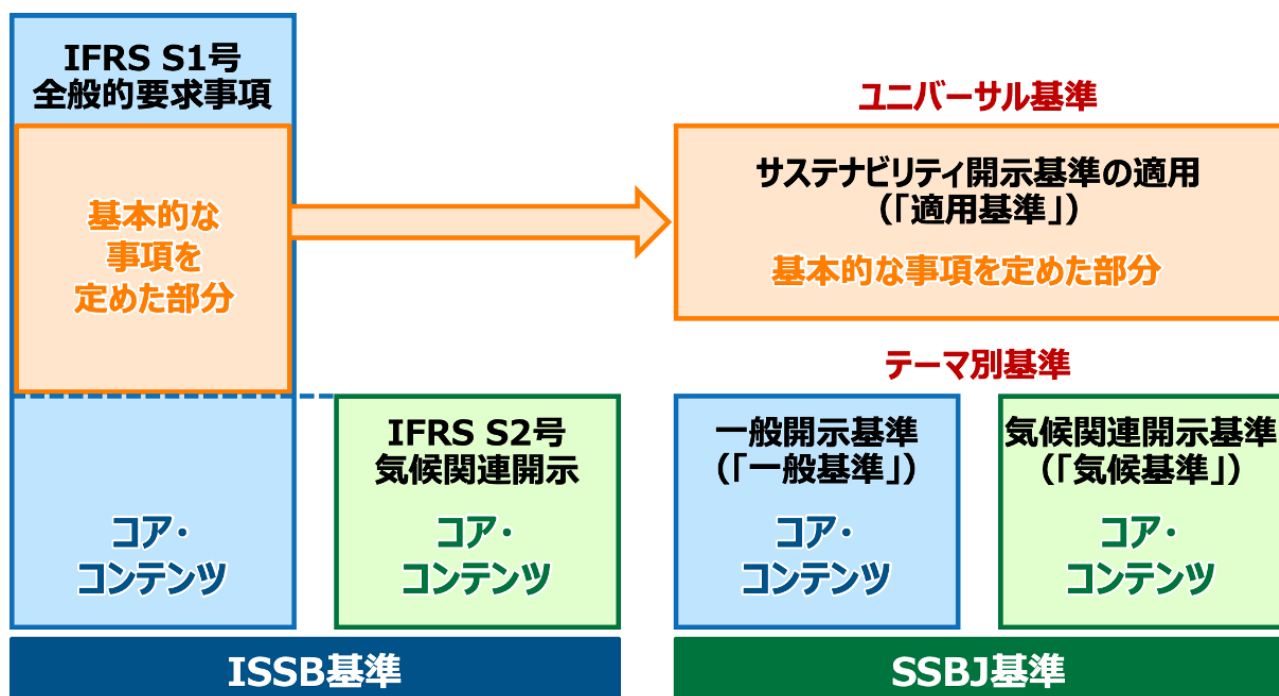 IFRS S1号
全般的要求事項
基本的な
事項を
定めた部分
コア・
コンテンツ
IFRS S2号
気候関連開示
コア・
コンテンツ
ISSB基準
ユニバーサル基準
サステナビリティ開示基準の適用
(「適用基準」)
基本的な事項を定めた部分
テーマ別基準
一般開示基準
(「一般基準」)
コア・
コンテンツ
気候関連開示基準
(「気候基準」)
コア・
コンテンツ
SSBJ基準